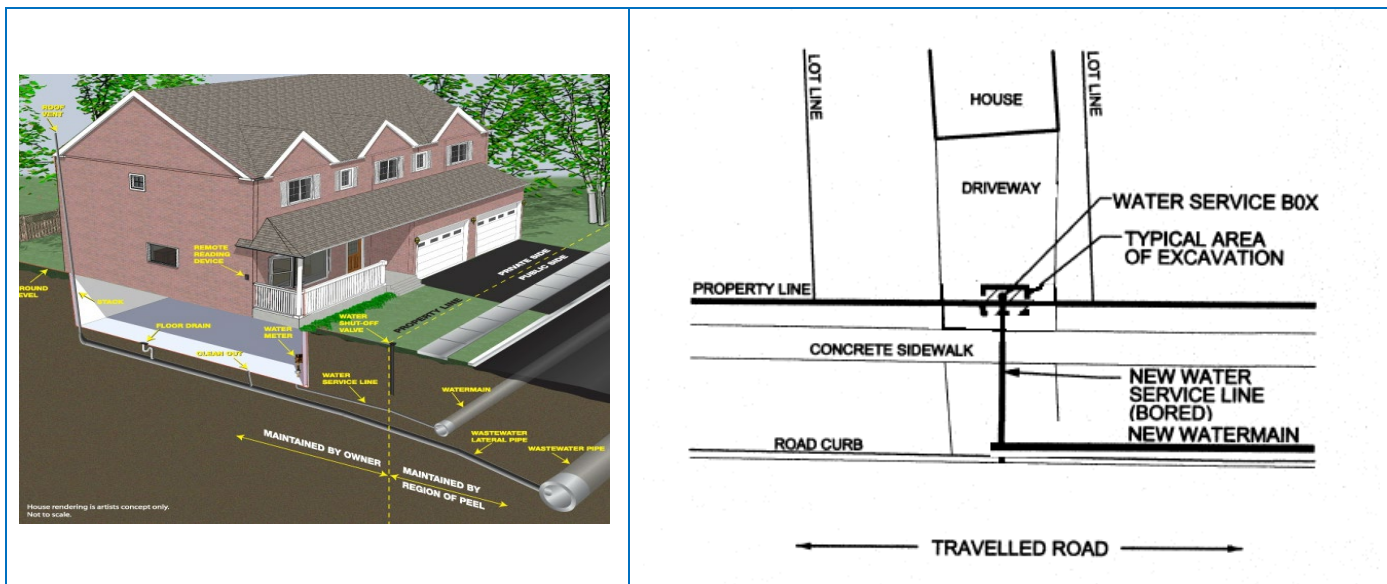 ROOF
VENT
REMOTE
READING
DEVICE
PRIVATE SIDE
PUBLIC SIDE
PROPERTY LINE
GROUND
LEVEL
STACK
FLOOR DRAIN
CLEAN OUT
WATER
METER
WATER
SHUT-OFF
VALVE
WATER
SERVICE LINE
WATERMAIN
WASTEWATER
LATERAL PIPE
WASTEWATER PIPE
MAINTAINED BY OWNER
MAINTAINED BY
REGION OF PEEL
House rendering is artists concept only.
Not to scale.
LOT LINE
LOT LINE
HOUSE
DRIVEWAY
WATER SERVICE B0X
TYPICAL AREA
OF EXCAVATION
PROPERTY LINE
CONCRETE SIDEWALK
NEW WATER
SERVICE LINE
(BORED)
NEW WATERMAIN
ROAD CURB
TRAVELLED ROAD